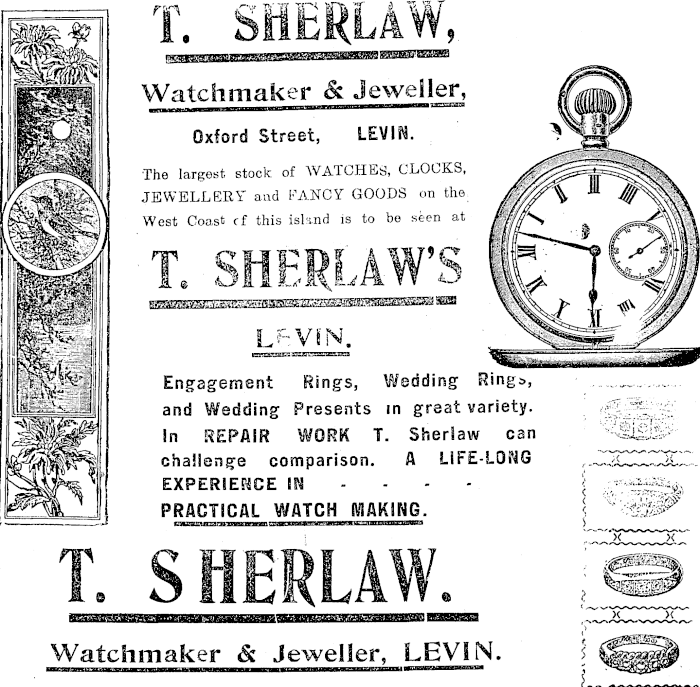 T. SHERLAW,
Watchmaker & Jeweller,
Oxford Street, LEVIN.
The largest stock of WATCHES, CLOCKS,
JEWELLERY and FANCY GOODS on the
West Coast of this island is to be seen at
T. SHERLAW'S
LEVIN.
Engagement Rings, Wedding Rings,
and Wedding Presents in great variety.
In REPAIR WORK T. Sherlaw can
challenge comparison. A LIFE-LONG
EXPERIENCE IN - - - -
PRACTICAL WATCH MAKING.
T. SHERLAW.
Watchmaker & Jeweller, LEVIN.